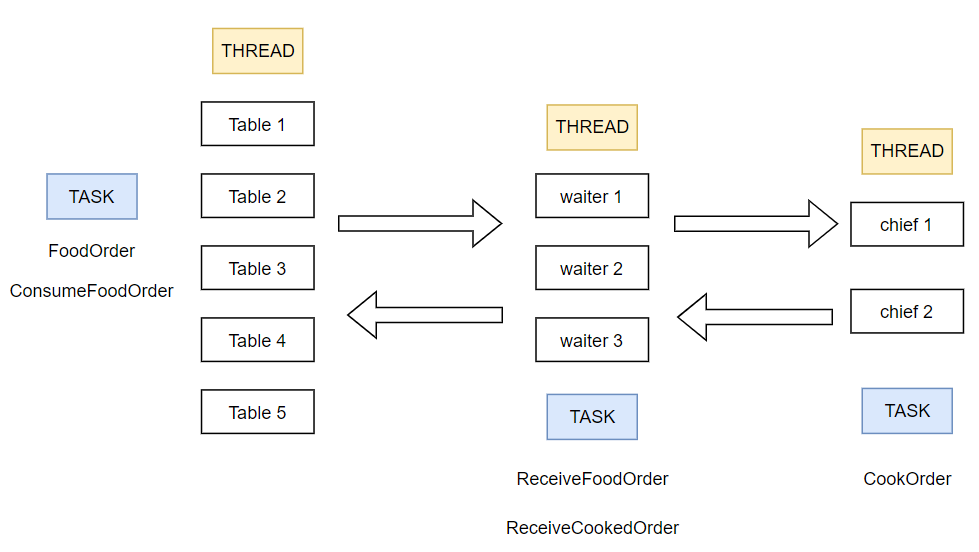 THREAD
Table 1
Table 2
Table 3
Table 4
Table 5
TASK
FoodOrder
ConsumeFoodOrder
THREAD
waiter 1
waiter 2
waiter 3
TASK
ReceiveFoodOrder
ReceiveCookedOrder
THREAD
chief 1
chief 2
TASK
CookOrder